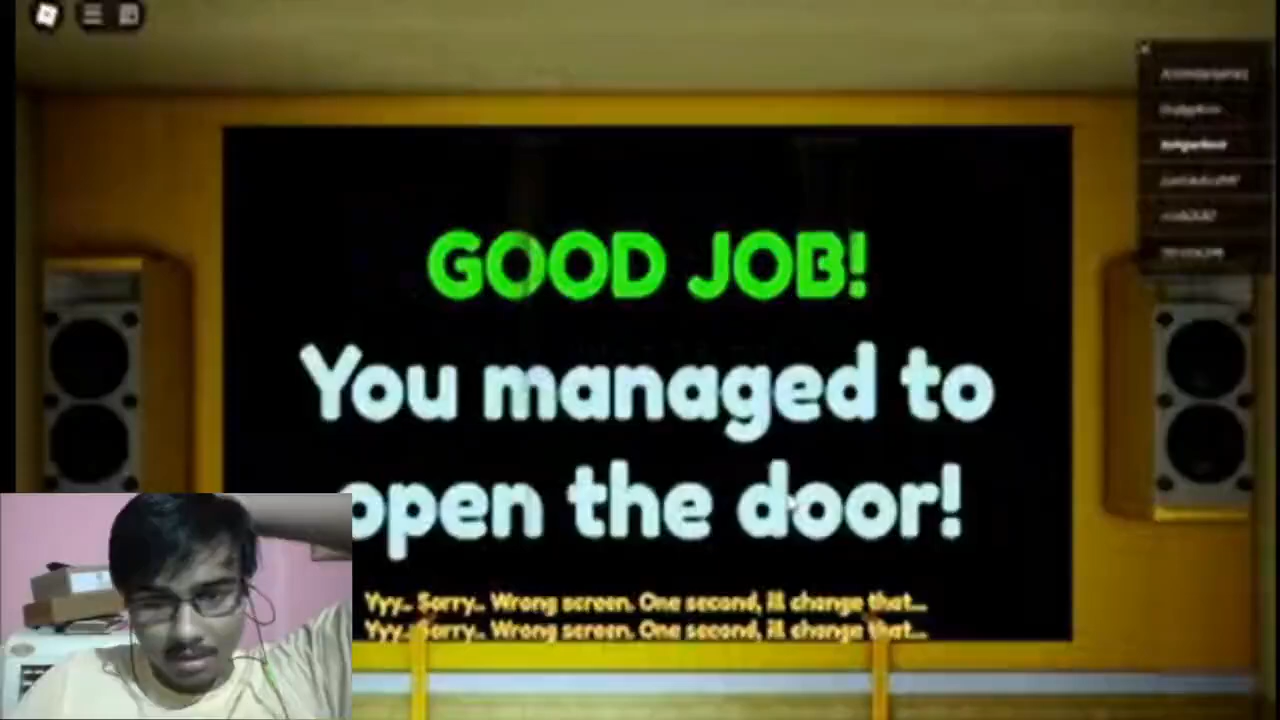 GOOD JOB!
You managed to
open the door!
Yyy.. Sorry.. Wrong screen. One second, ill change that...
Yyy.. Sorry.. Wrong screen. One second, ill change that...